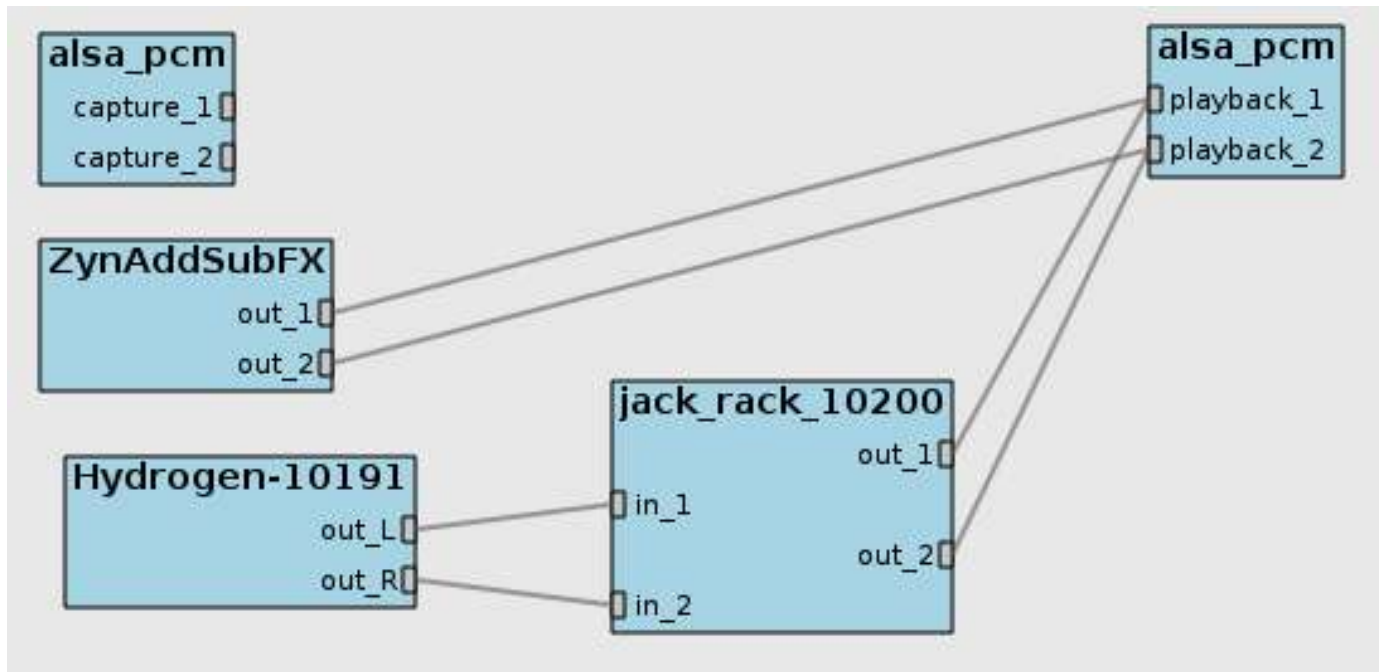 alsa_pcm
capture_1
capture_2
alsa_pcm
playback_1
playback_2
ZynAddSubFX
out_1
out_2
Hydrogen-10191
out_L
out_R
jack_rack_10200
out_1
in_1
out_2
in_2